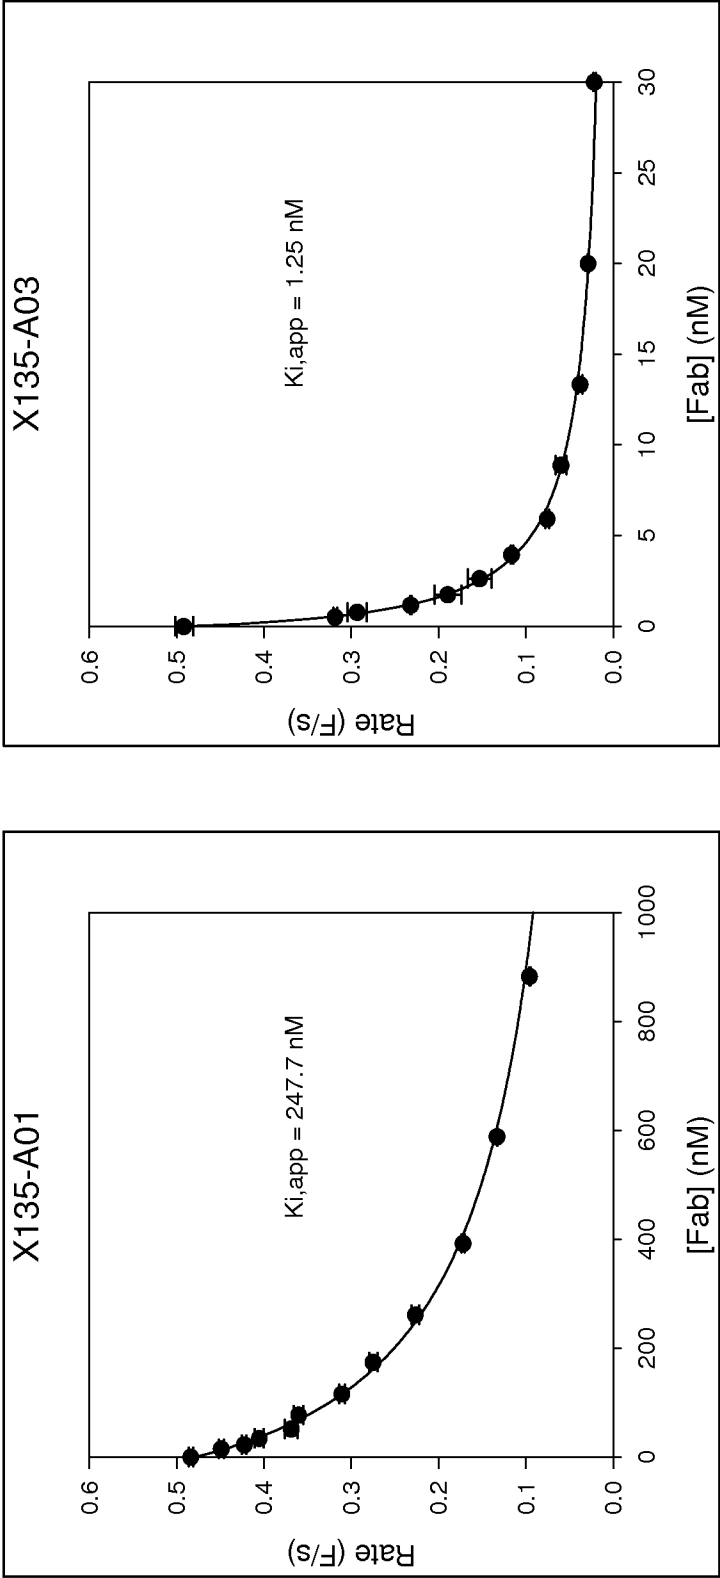 X135-A01
Rate (F/s)
0.6
0.5
0.4
0.3
0.2
0.1
0.0
Ki,app = 247.7 nM
0 200 400 600 800 1000
[Fab] (nM)
X135-A03
Rate (F/s)
0.6
0.5
0.4
0.3
0.2
0.1
0.0
Ki,app = 1.25 nM
0 5 10 15 20 25 30
[Fab] (nM)